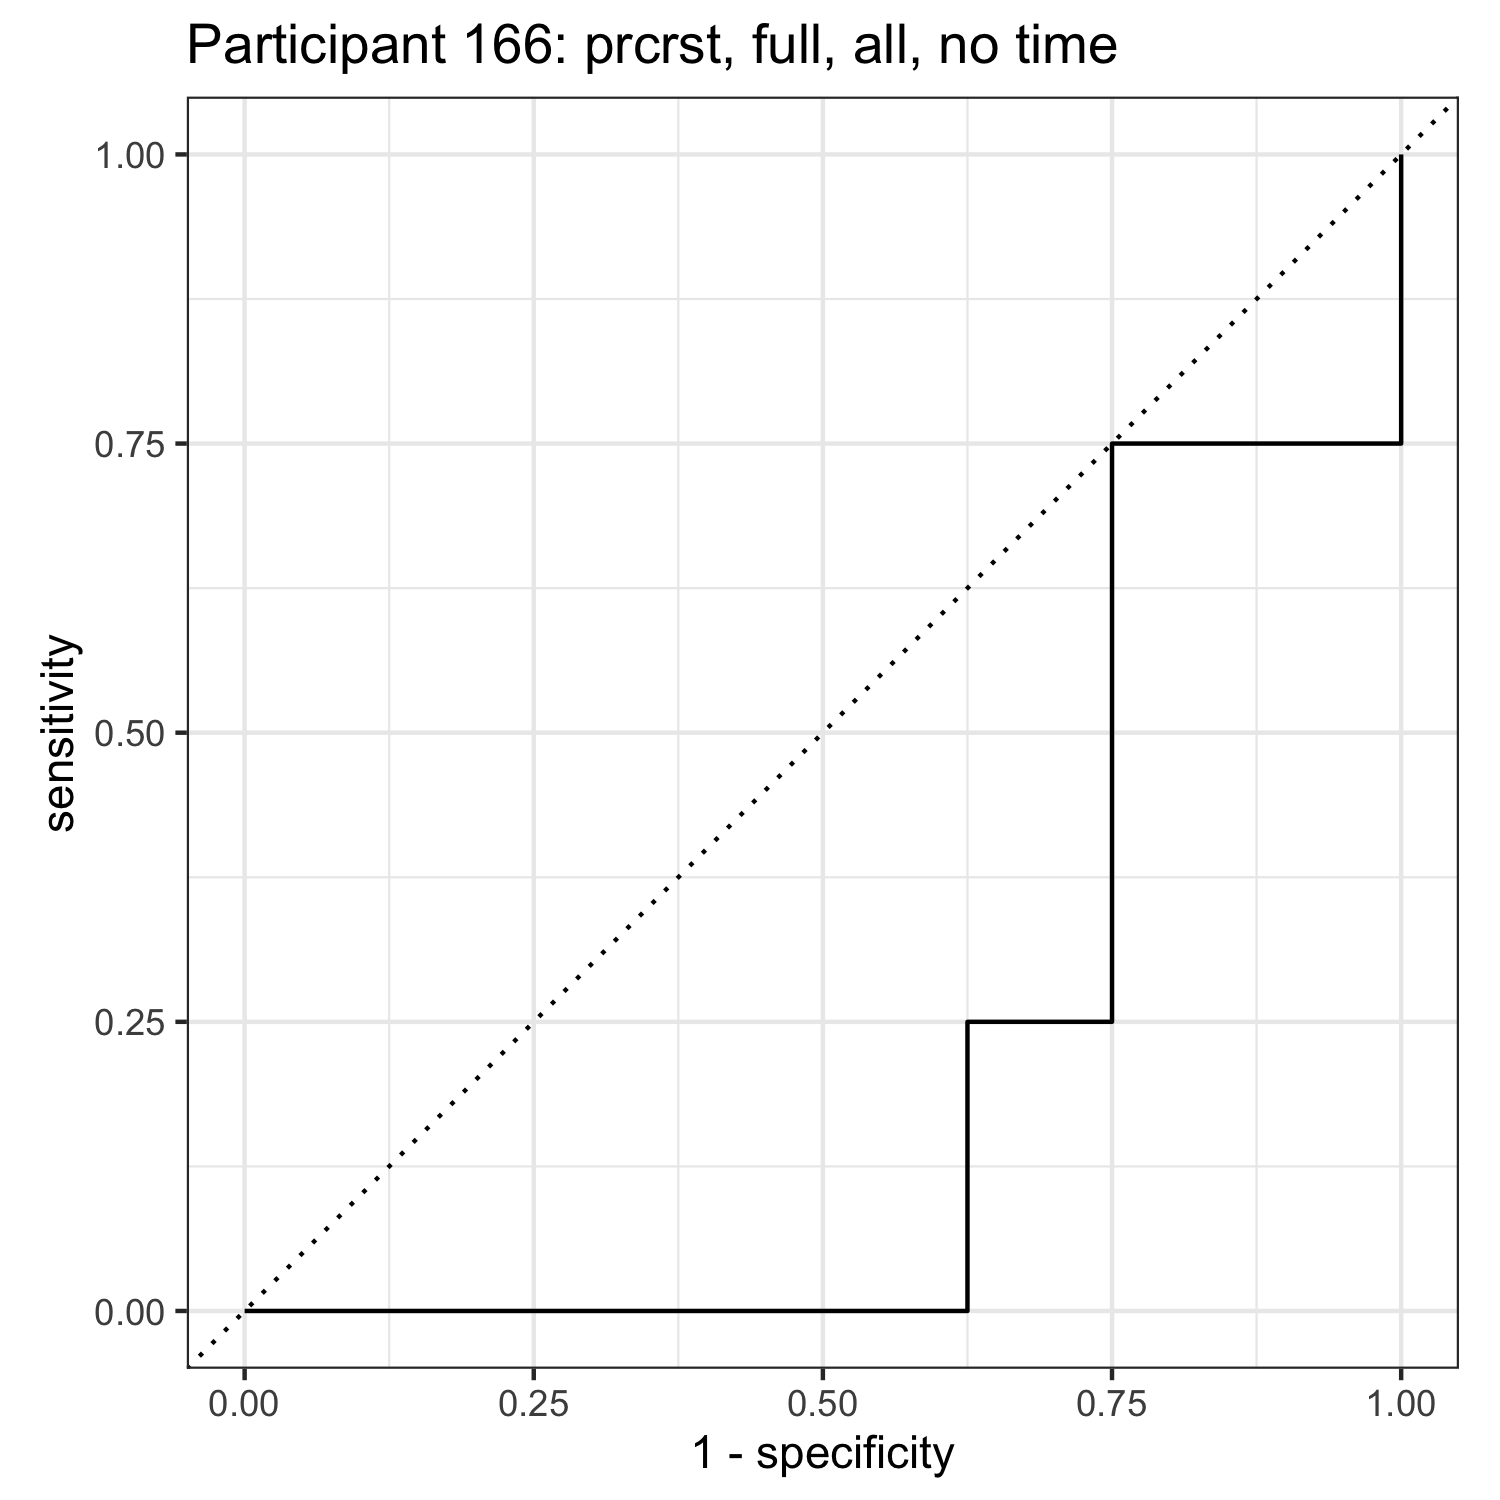 Participant 166: prcrst, full, all, no time
1.00
0.75
0.50
0.25
0.00
sensitivity
0.00 0.25 0.50 0.75 1.00
1 - specificity